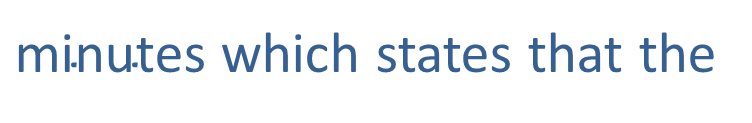 minutes which states that the